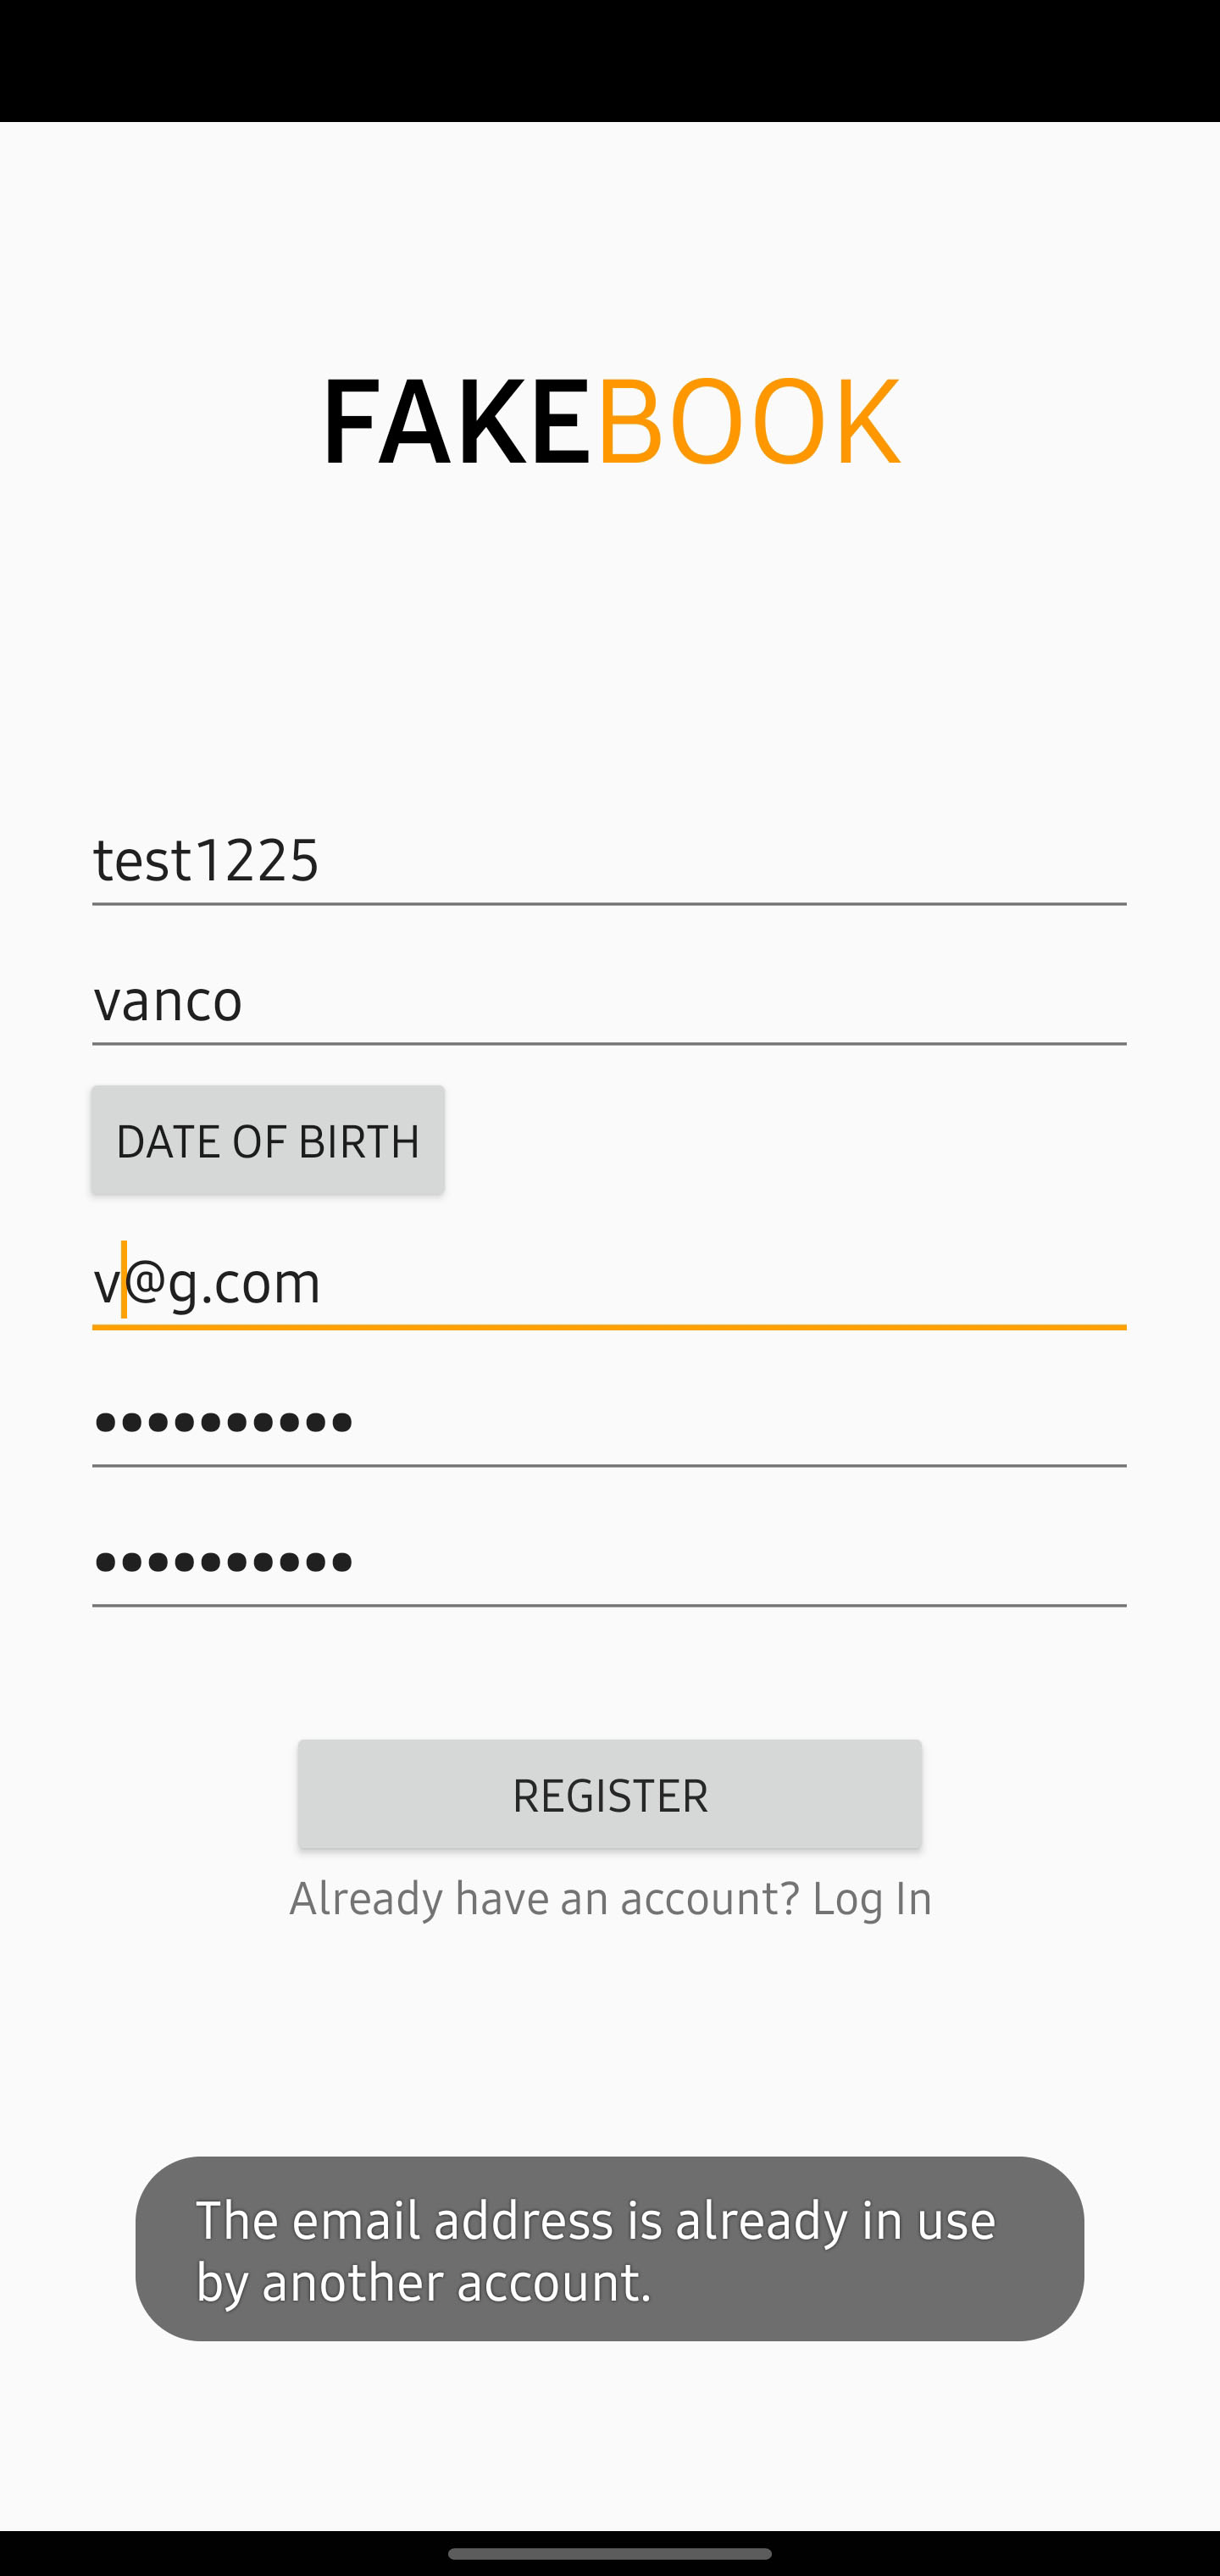 FAKEBOOK
test1225
vanco
DATE OF BIRTH
v@g.com
••••••••••
••••••••••
REGISTER
Already have an account? Log In
The email address is already in use
by another account.